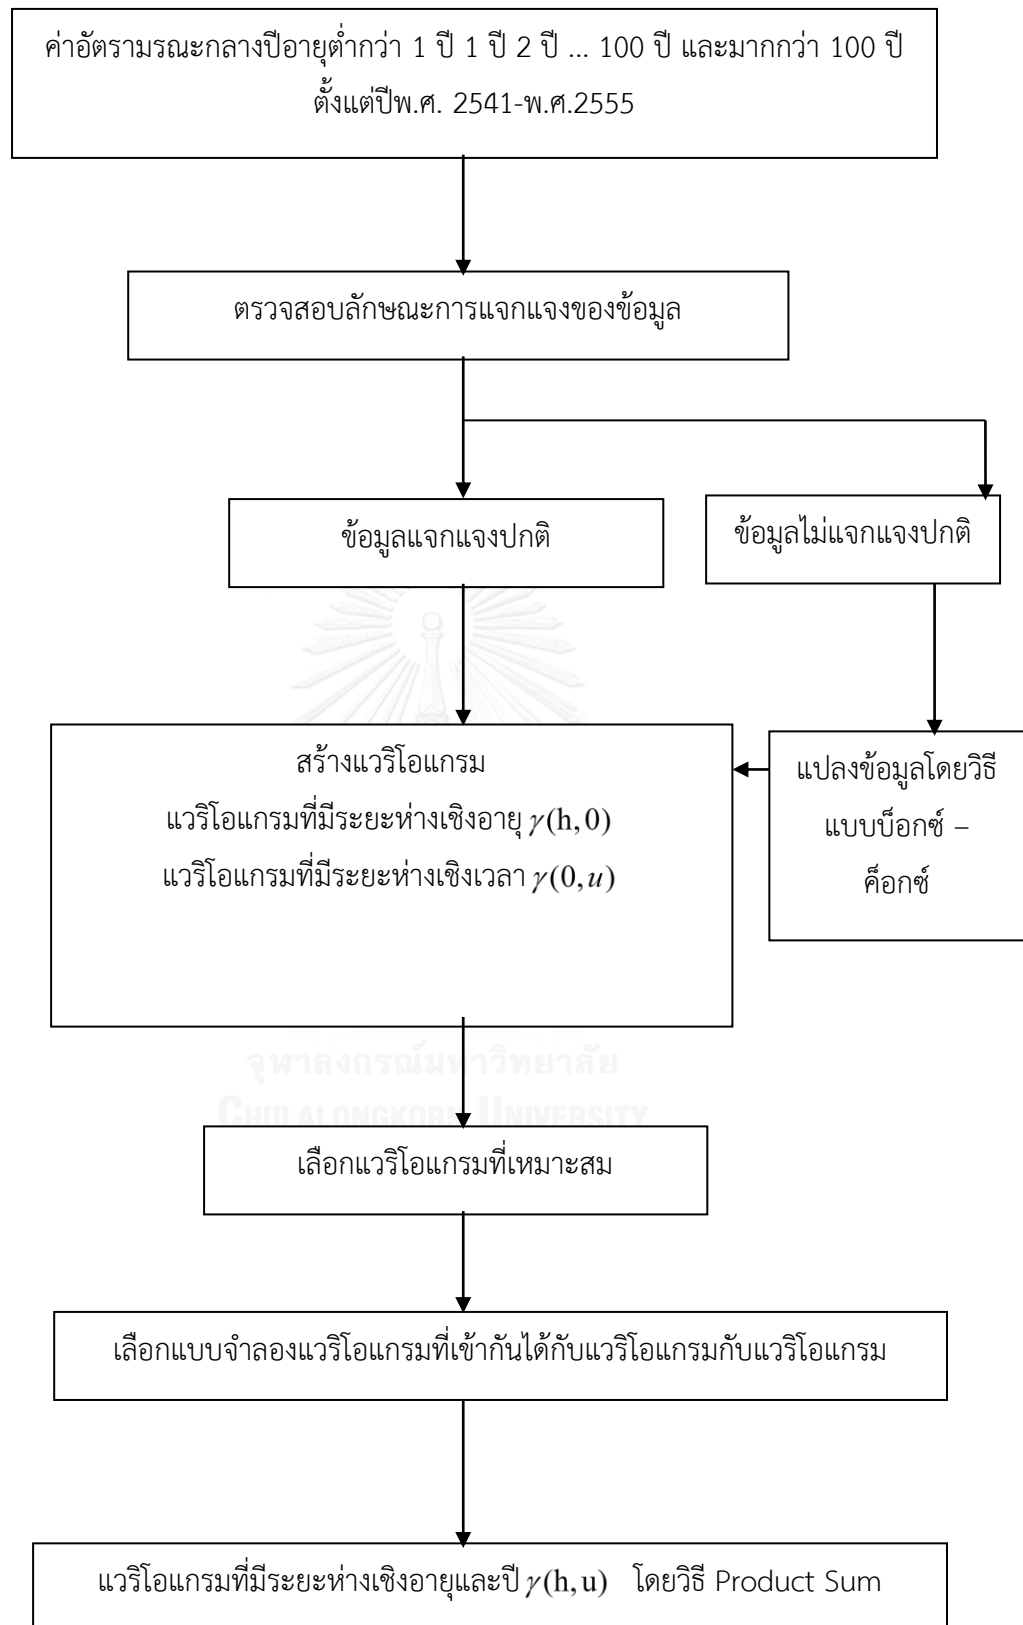 ค่าอัตรามรณะกลางปีอายุต่ำกว่า 1 ปี 1 ปี 2 ปี ... 100 ปี และมากกว่า 100 ปี
ตั้งแต่ปีพ.ศ. 2541-พ.ศ.2555
ตรวจสอบลักษณะการแจกแจงของข้อมูล
ข้อมูลแจกแจงปกติ
ข้อมูลไม่แจกแจงปกติ
สร้างแวริโอแกรม
แวริโอแกรมที่มีระยะห่างเชิงอายุ γ(h,0)
แวริโอแกรมที่มีระยะห่างเชิงเวลา γ(0,u)
แปลงข้อมูลโดยวิธี
แบบบ็อกซ์ –
ค็อกซ์
จุฬาลงกรณ์มหาวิทยาลัย
CHULALONGKORN UNIVERSITY
เลือกแวริโอแกรมที่เหมาะสม
เลือกแบบจำลองแวริโอแกรมที่เข้ากันได้กับแวริโอแกรมกับแวริโอแกรม
แวริโอแกรมที่มีระยะห่างเชิงอายุและปี γ(h,u) โดยวิธี Product Sum